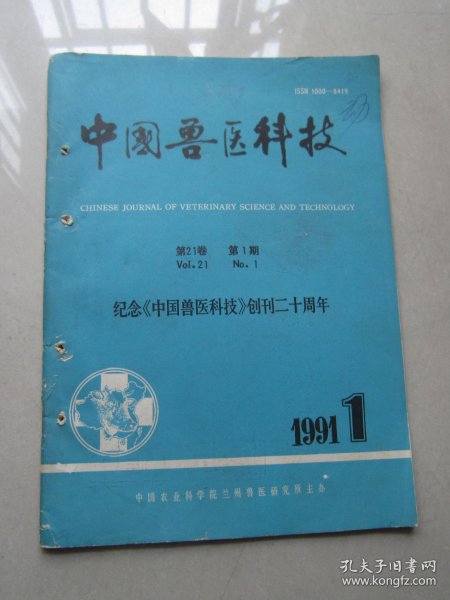 ISSN 1000-6419
中國兽医科技
CHINESE JOURNAL OF VETERINARY SCIENCE AND TECHNOLOGY
第21卷 第1期
Vol.21 No.1
纪念《中国兽医科技》创刊二十周年
1991 1
中国农业科学院兰州兽医研究所主办
孔夫子旧书网
www.kongfz.com